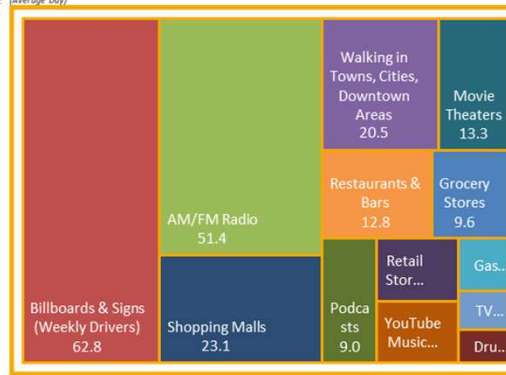 (Average Day)
Billboards & Signs
(Weekly Drivers)
62.8
AM/FM Radio
51.4
Shopping Malls
23.1
Walking in
Towns, Cities,
Downtown
Areas
20.5
Movie
Theaters
13.3
Restaurants &
Bars
12.8
Grocery
Stores
9.6
Podca
sts
9.0
Retail
Stor...
YouTube
Music...
Gas...
TV...
Dru...